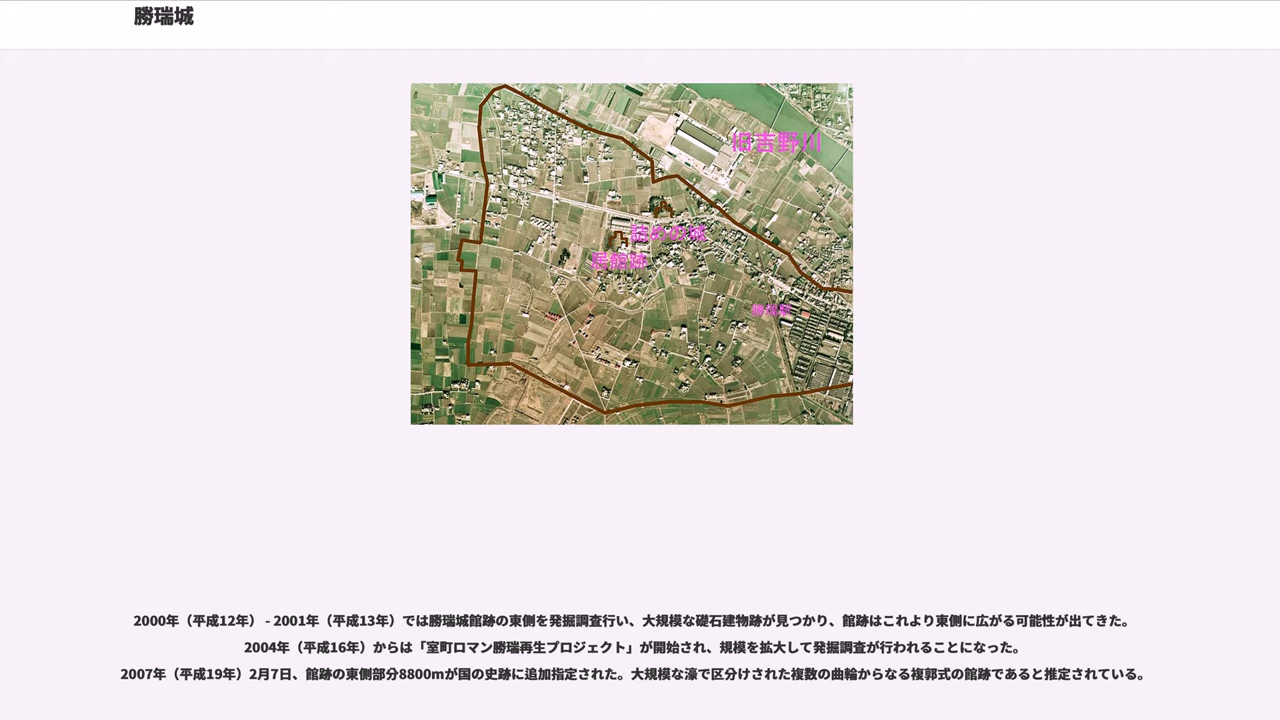 勝瑞城
旧吉野川
詰めの城
居館跡
勝瑞駅
2000年（平成12年） - 2001年（平成13年）では勝瑞城館跡の東側を発掘調査行い、大規模な礎石建物跡が見つかり、館跡はこれより東側に広がる可能性が出てきた。
2004年（平成16年）からは「室町ロマン勝瑞再生プロジェクト」が開始され、規模を拡大して発掘調査が行われることになった。
2007年（平成19年）2月7日、館跡の東側部分8800mが国の史跡に追加指定された。大規模な濠で区分けされた複数の曲輪からなる複郭式の館跡であると推定されている。